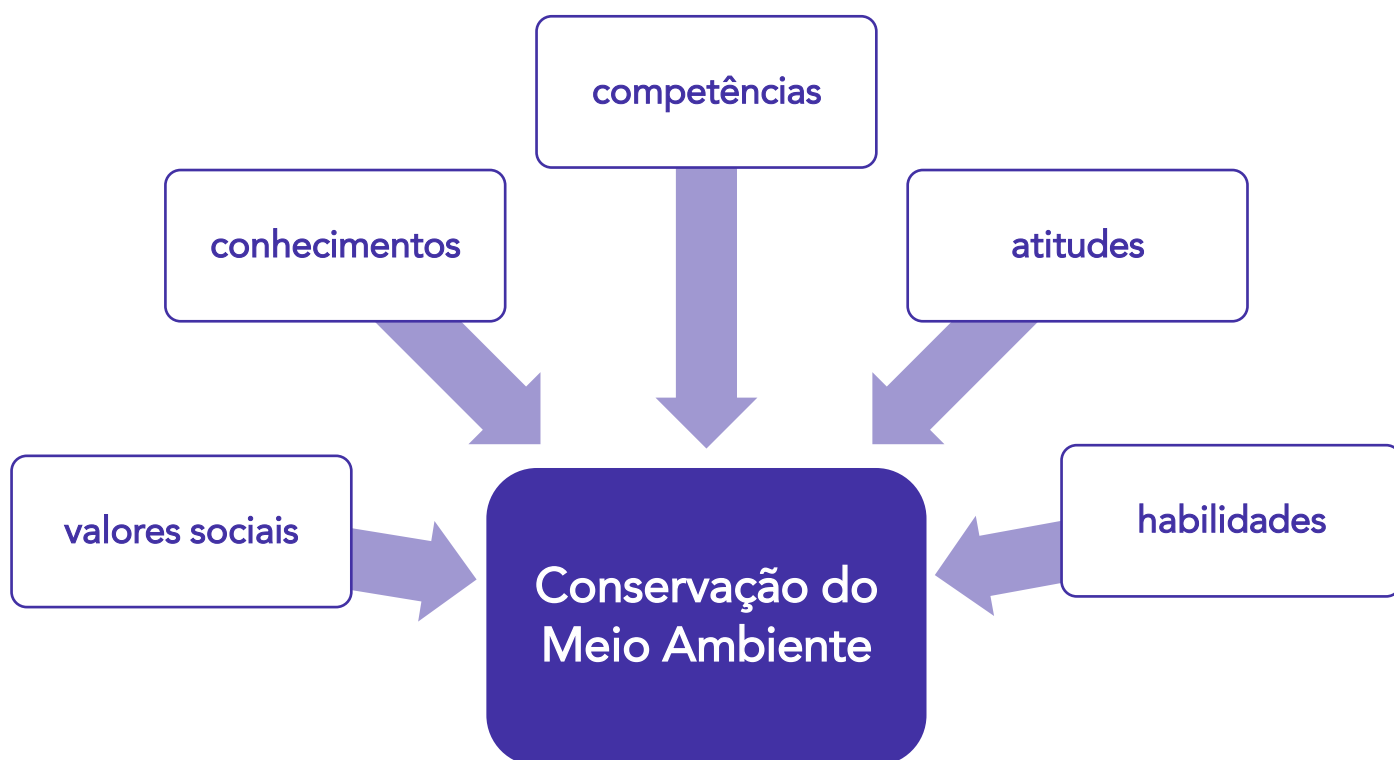 competências
conhecimentos
atitudes
valores sociais
habilidades
Conservação do
Meio Ambiente